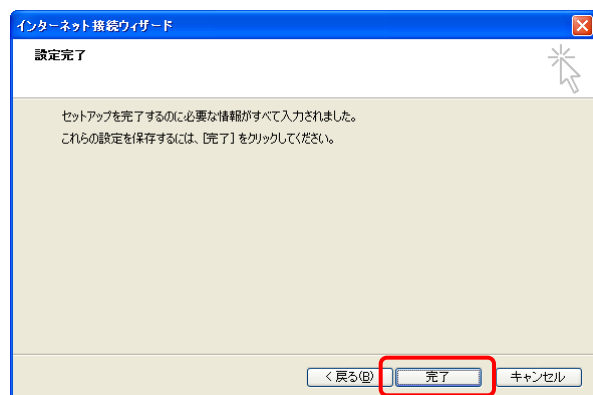 インターネット接続ウィザード
設定完了
セットアップを完了するのに必要な情報がすべて入力されました。
これらの設定を保存するには、[完了] をクリックしてください。
< 戻る(B) 完了 キャンセル